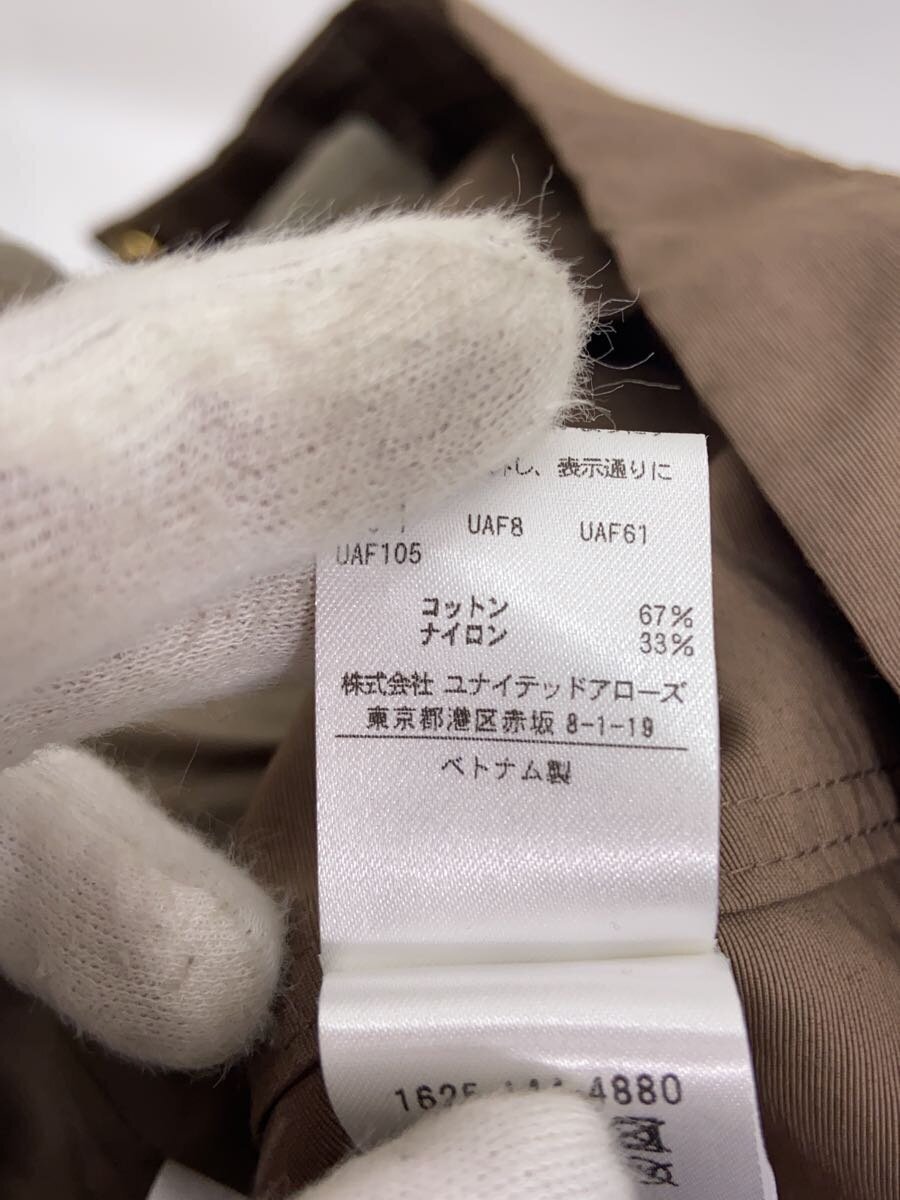 し、表示通りに
UAF8 UAF61
UAF105
コットン 67%
ナイロン 33%
株式会社 ユナイテッドアローズ
東京都港区赤坂 8-1-19
ベトナム製
1625 4880